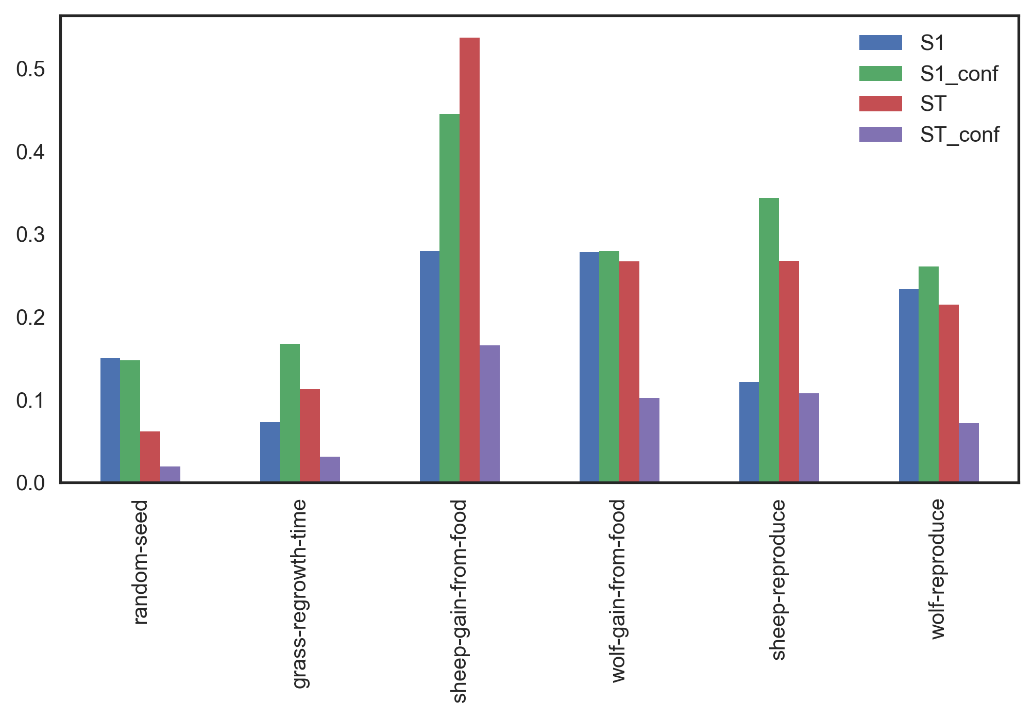 S1
S1_conf
ST
ST_conf
0.5
0.4
0.3
0.2
0.1
0.0
random-seed
grass-regrowth-time
sheep-gain-from-food
wolf-gain-from-food
sheep-reproduce
wolf-reproduce